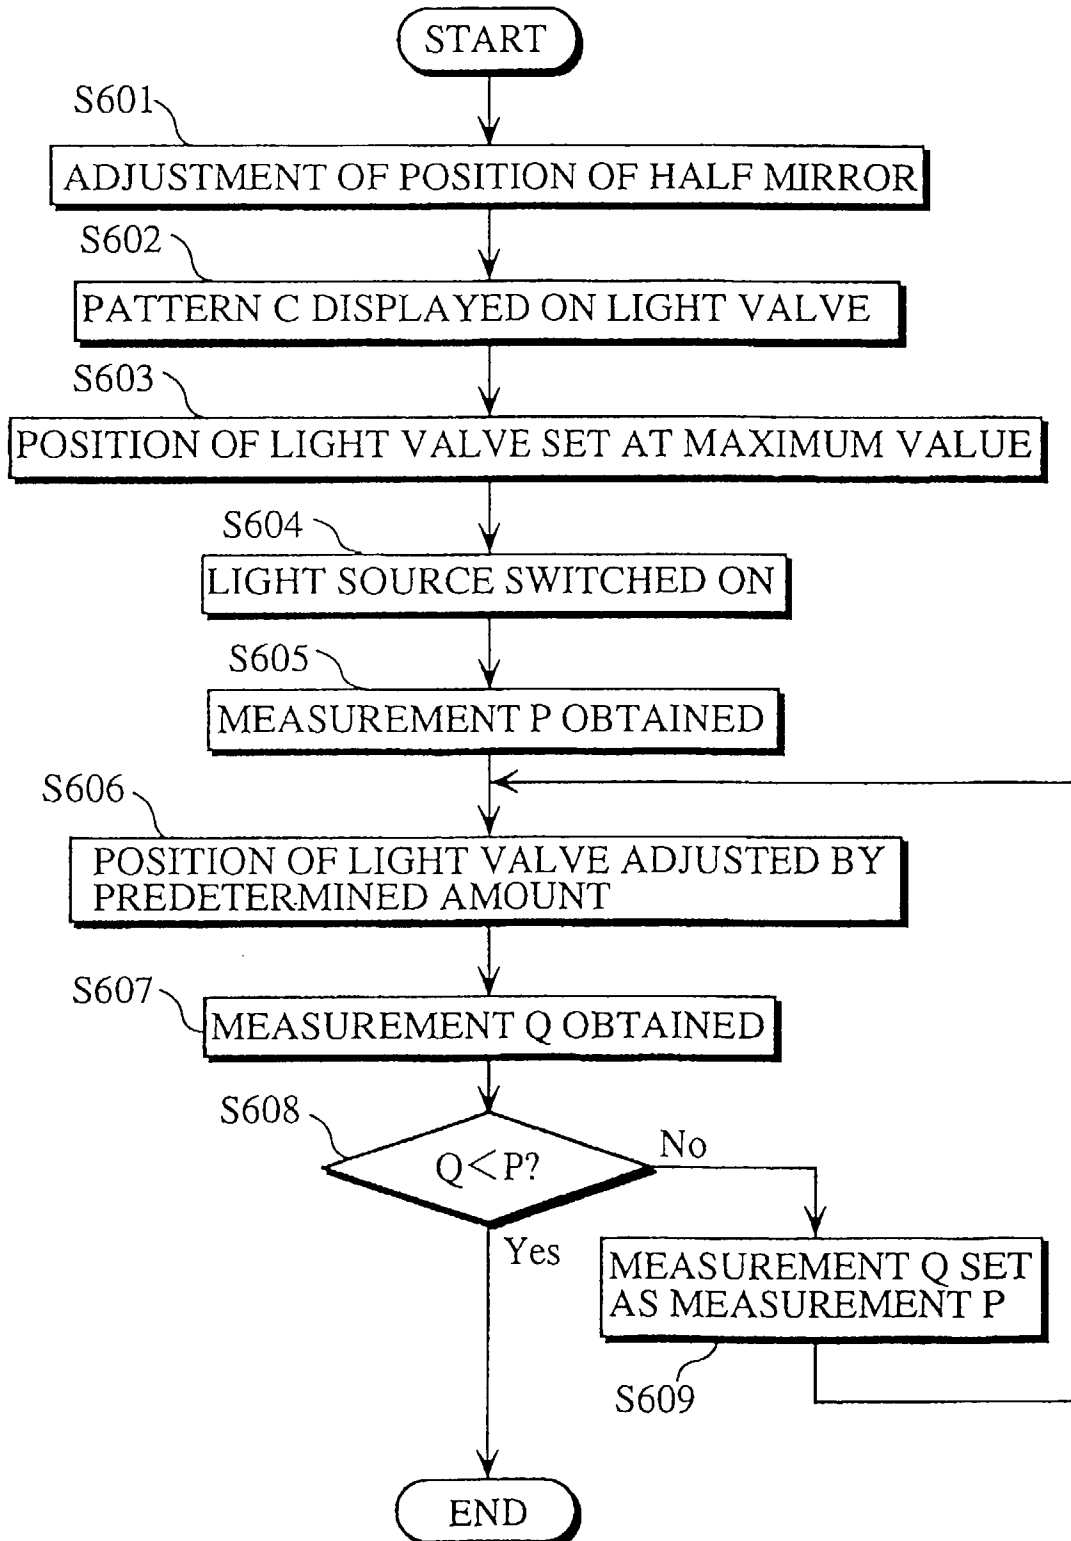 START
S601
ADJUSTMENT OF POSITION OF HALF MIRROR
S602
PATTERN C DISPLAYED ON LIGHT VALVE
S603
POSITION OF LIGHT VALVE SET AT MAXIMUM VALUE
S604
LIGHT SOURCE SWITCHED ON
S605
MEASUREMENT P OBTAINED
S606
POSITION OF LIGHT VALVE ADJUSTED BY
PREDETERMINED AMOUNT
S607
MEASUREMENT Q OBTAINED
S608
Q<P?
No
Yes
MEASUREMENT Q SET
AS MEASUREMENT P
S609
END